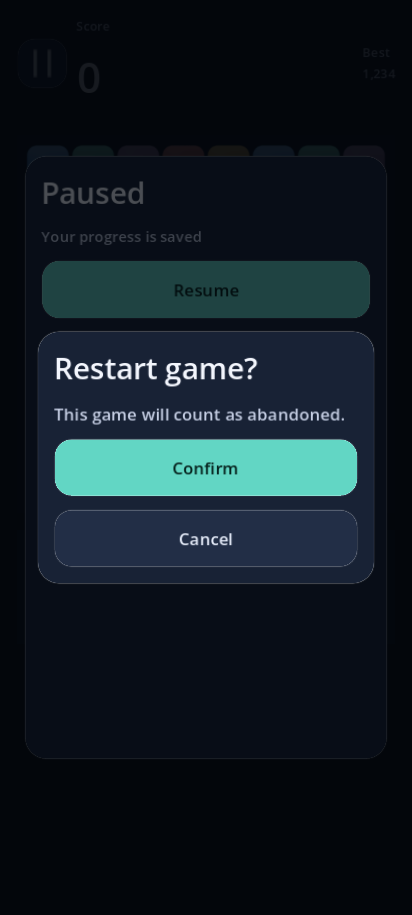 Score
0
Best
1,234
Paused
Your progress is saved
Resume
Restart game?
This game will count as abandoned.
Confirm
Cancel